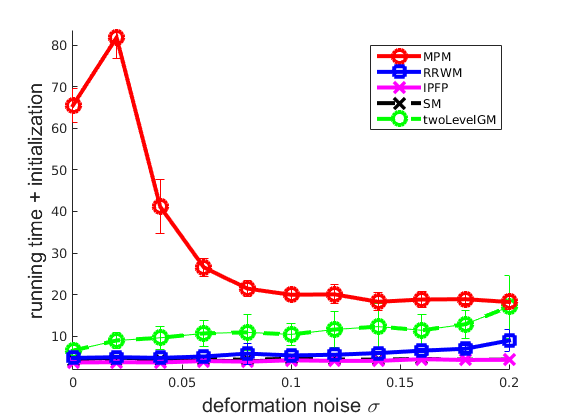 running time + initialization
80
70
60
50
40
30
20
10
0
0.05
0.1
0.15
0.2
deformation noise σ
MPM
RRWM
IPFP
SM
twoLevelGM